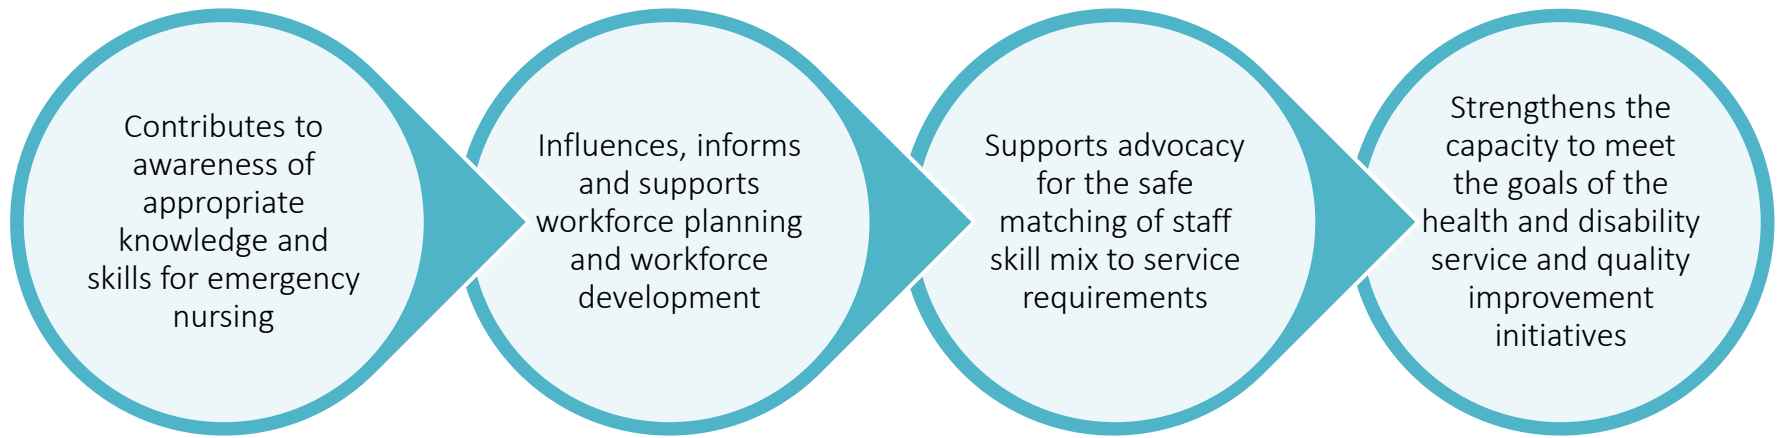 Contributes to
awareness of
appropriate
knowledge and
skills for emergency
nursing
Influences, informs
and supports
workforce planning
and workforce
development
Supports advocacy
for the safe
matching of staff
skill mix to service
requirements
Strengthens the
capacity to meet
the goals of the
health and disability
service and quality
improvement
initiatives